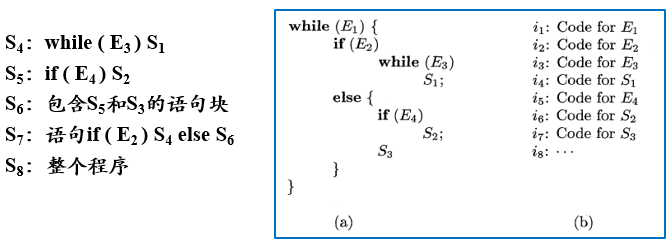 S₄: while ( E₃ ) S₁
S₅: if ( E₄ ) S₂
S₆: 包含S₅和S₃的语句块
S₇: 语句if ( E₂ ) S₄ else S₆
S₈: 整个程序
while (E₁) {
if (E₂)
while (E₃)
S₁;
else {
if (E₄)
S₂;
S₃
}
}
(a)
i₁: Code for E₁
i₂: Code for E₂
i₃: Code for E₃
i₄: Code for S₁
i₅: Code for E₄
i₆: Code for S₂
i₇: Code for S₃
i₈: ···
(b)